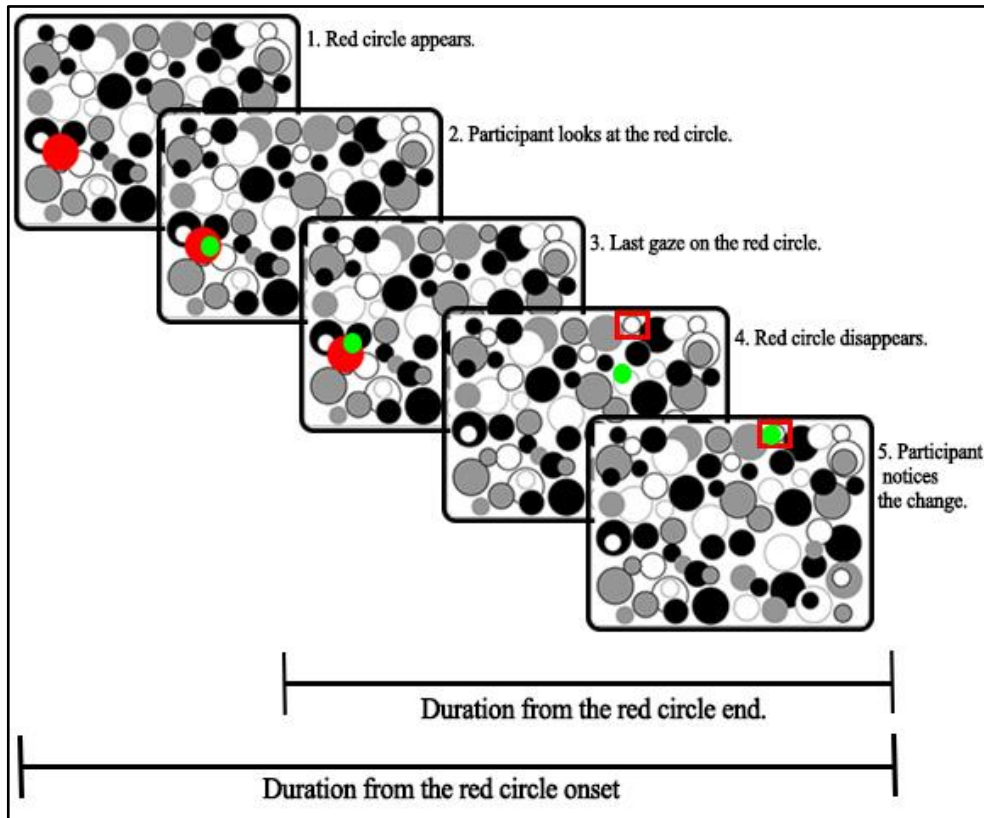 1. Red circle appears.
2. Participant looks at the red circle.
3. Last gaze on the red circle.
4. Red circle disappears.
5. Participant
notices
the change.
Duration from the red circle end.
Duration from the red circle onset